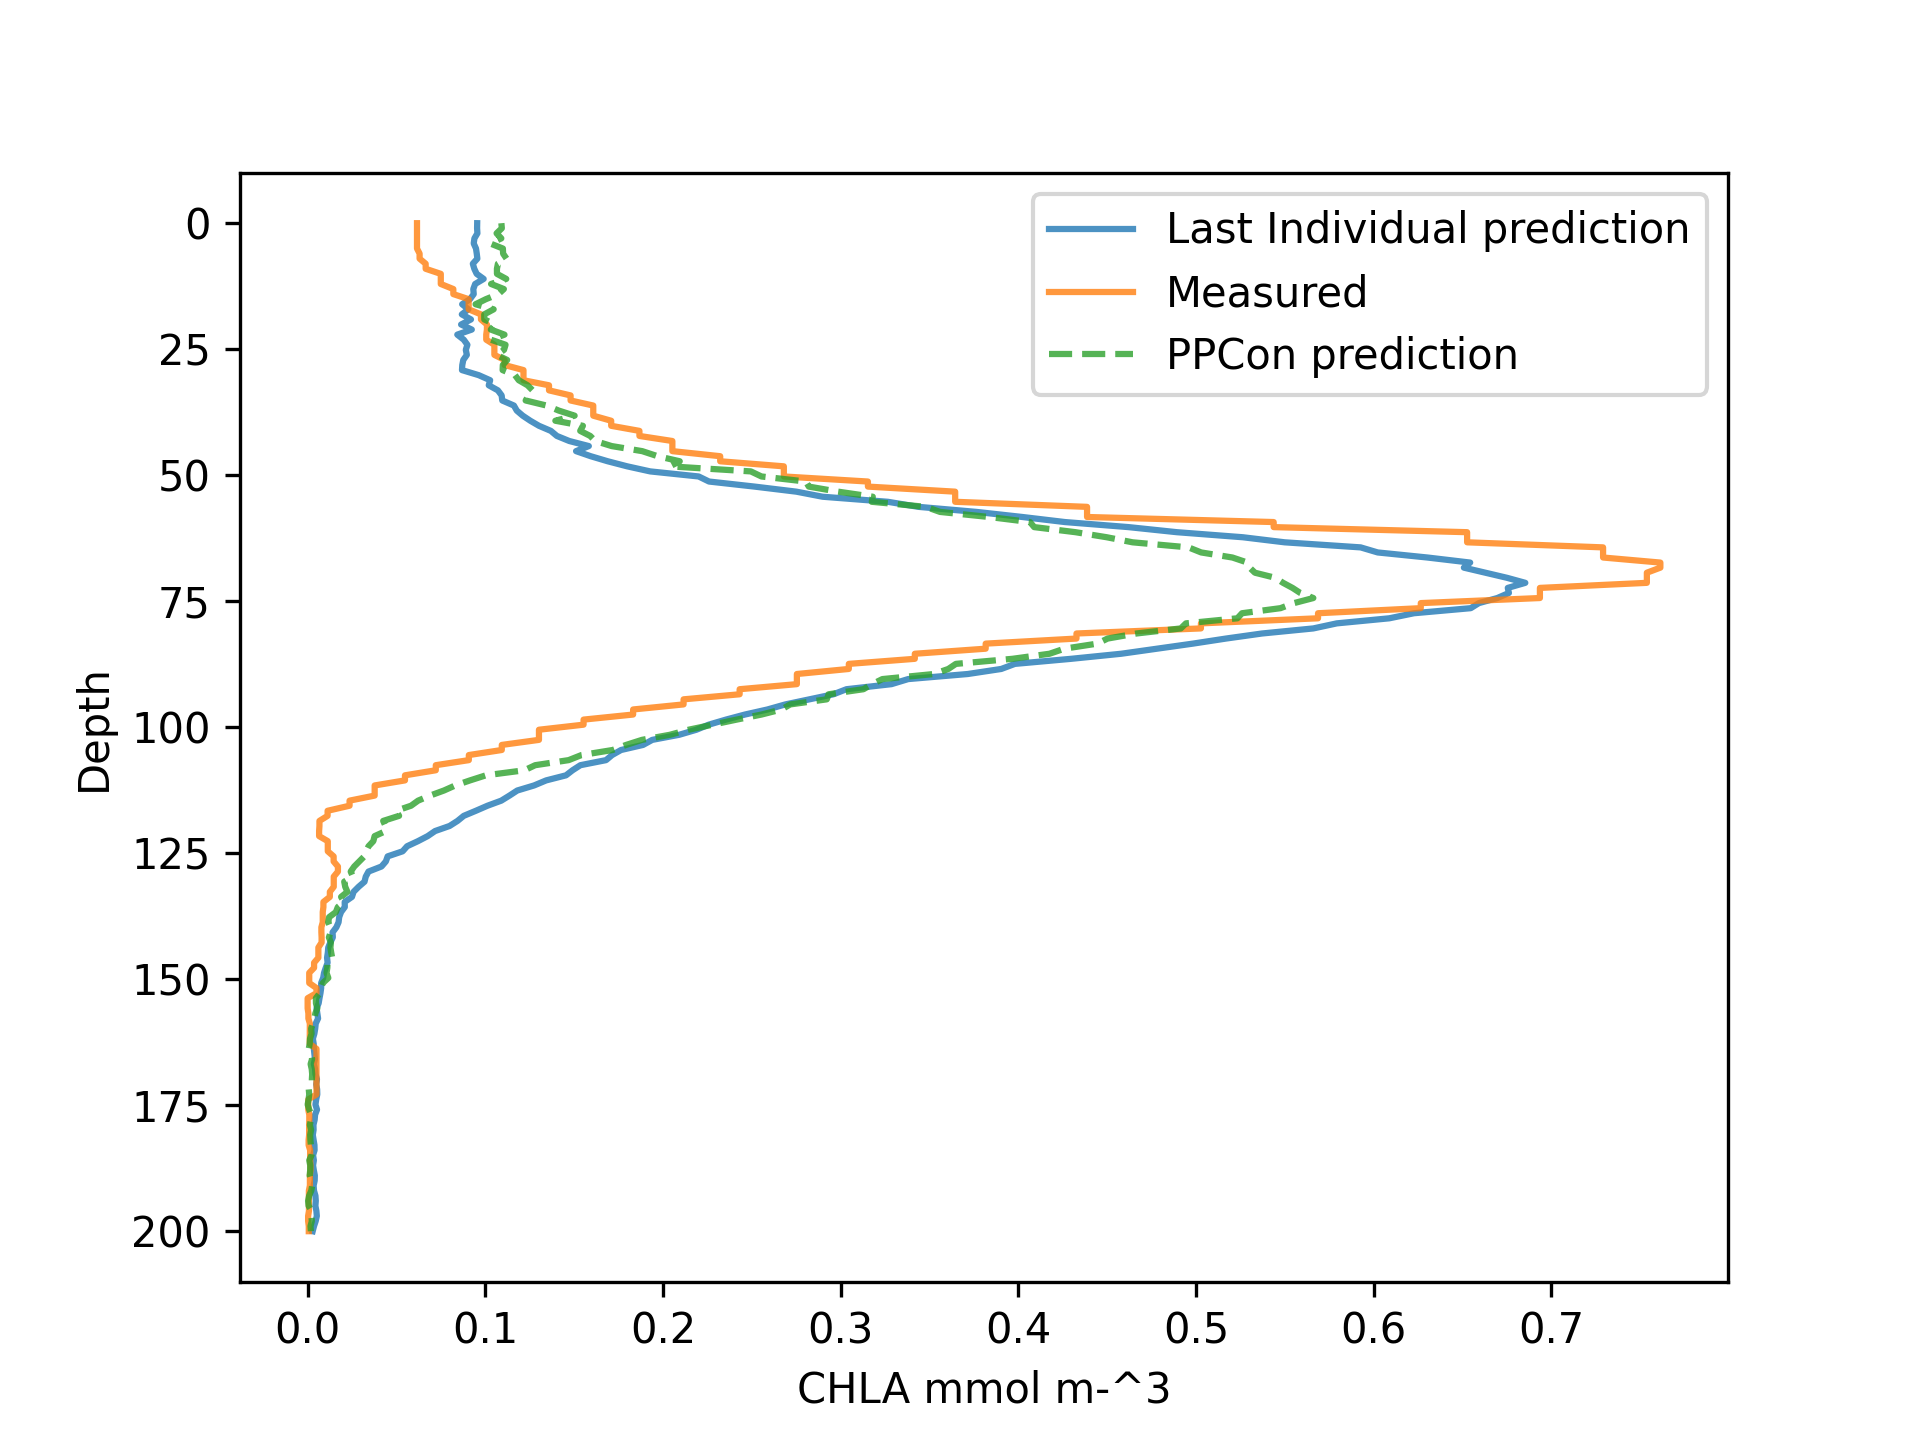 Last Individual prediction
Measured
PPCon prediction
0
25
50
75
100
125
150
175
200
Depth
0.0 0.1 0.2 0.3 0.4 0.5 0.6 0.7
CHLA mmol m-^3